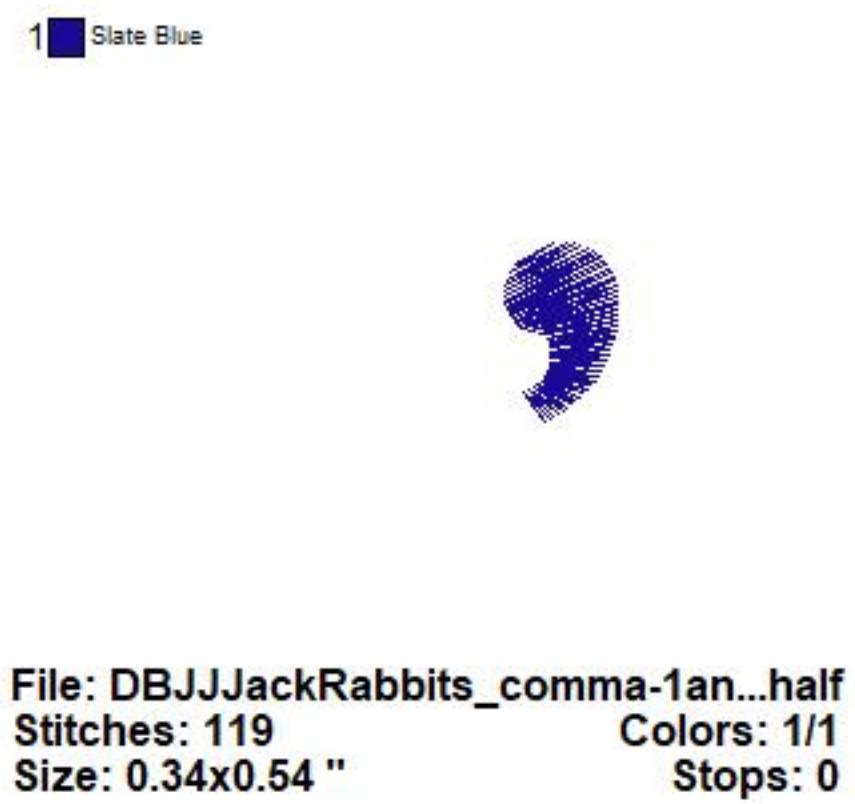 1 Slate Blue
,
File: DBJJJackRabbits_comma-1an...half
Stitches: 119 Colors: 1/1
Size: 0.34x0.54 " Stops: 0